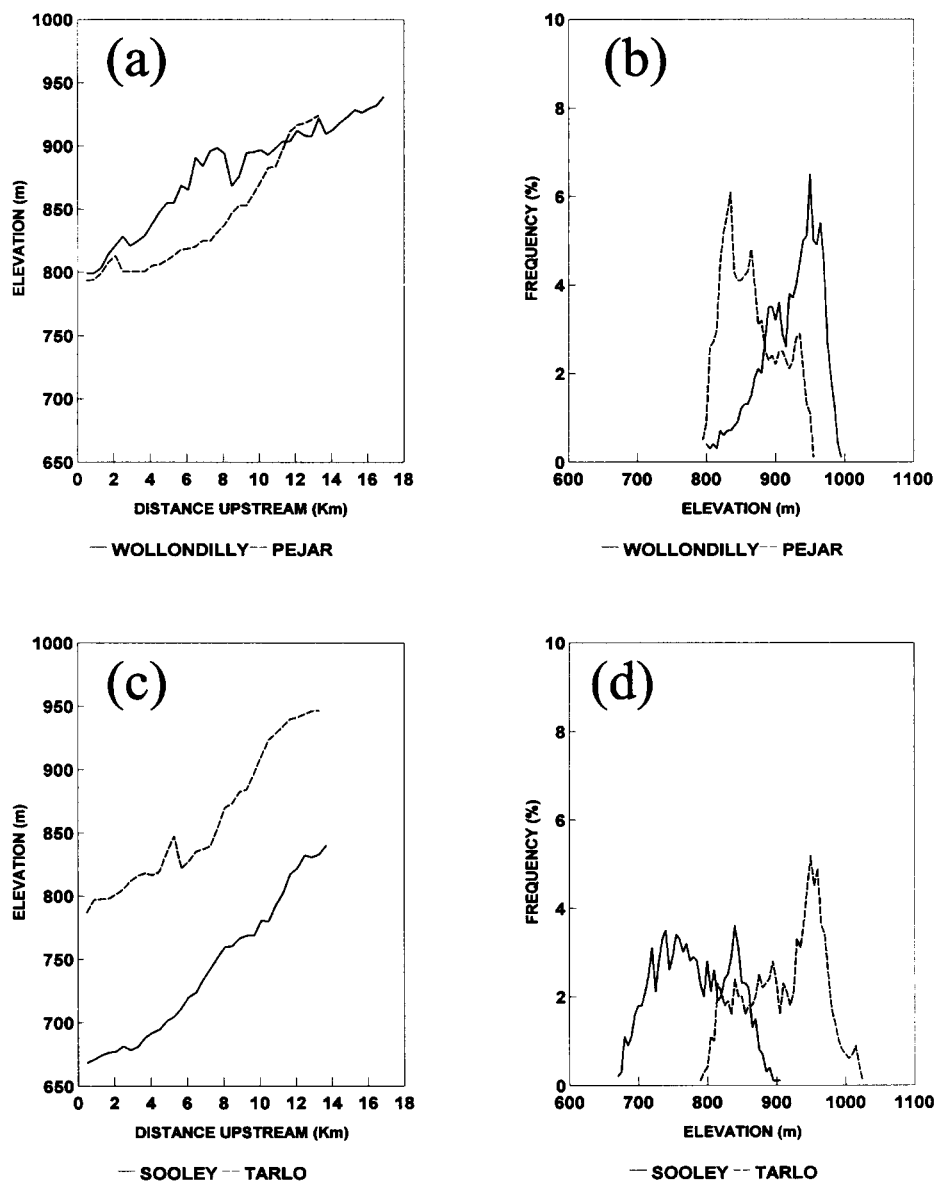 (a)
1000
950
900
850
800
750
700
650
ELEVATION (m)
0 2 4 6 8 10 12 14 16 18
DISTANCE UPSTREAM (Km)
— WOLLONDILLY --- PEJAR
(b)
10
8
6
4
2
0
FREQUENCY (%)
600 700 800 900 1000 1100
ELEVATION (m)
— WOLLONDILLY --- PEJAR
(c)
1000
950
900
850
800
750
700
650
ELEVATION (m)
0 2 4 6 8 10 12 14 16 18
DISTANCE UPSTREAM (Km)
— SOOLEY --- TARLO
(d)
10
8
6
4
2
0
FREQUENCY (%)
600 700 800 900 1000 1100
ELEVATION (m)
— SOOLEY --- TARLO